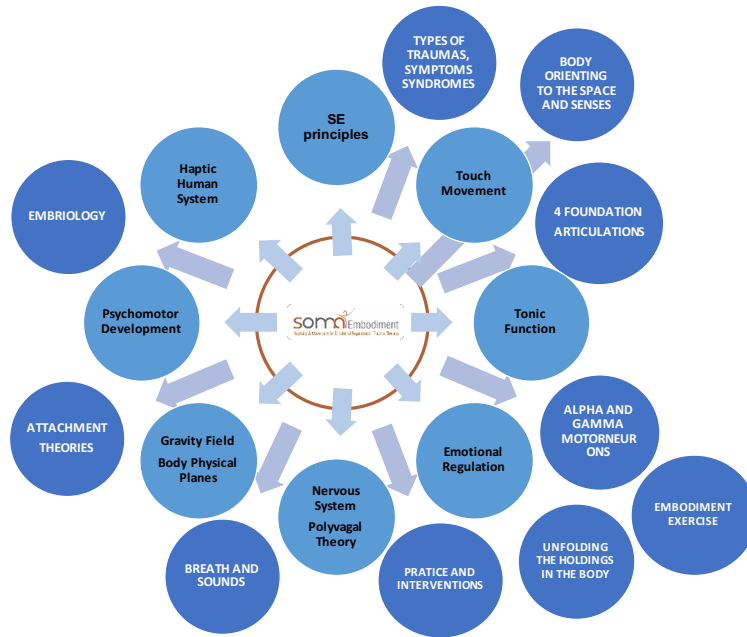 TYPES OF
TRAUMAS,
SYMPTOMS
SYNDROMES
BODY
ORIENTING
TO THE SPACE
AND SENSES
SE
principles
Haptic
Human
System
Touch
Movement
EMBRIOLOGY
4 FOUNDATION
ARTICULATIONS
Psychomotor
Development
soma Embodiment
Tonic
Function
ATTACHMENT
THEORIES
Gravity Field
Body Physical
Planes
Emotional
Regulation
ALPHA AND
GAMMA
MOTORNEUR
ONS
Nervous
System
Polyvagal
Theory
EMBODIMENT
EXERCISE
BREATH AND
SOUNDS
PRATICE AND
INTERVENTIONS
UNFOLDING
THE HOLDINGS
IN THE BODY